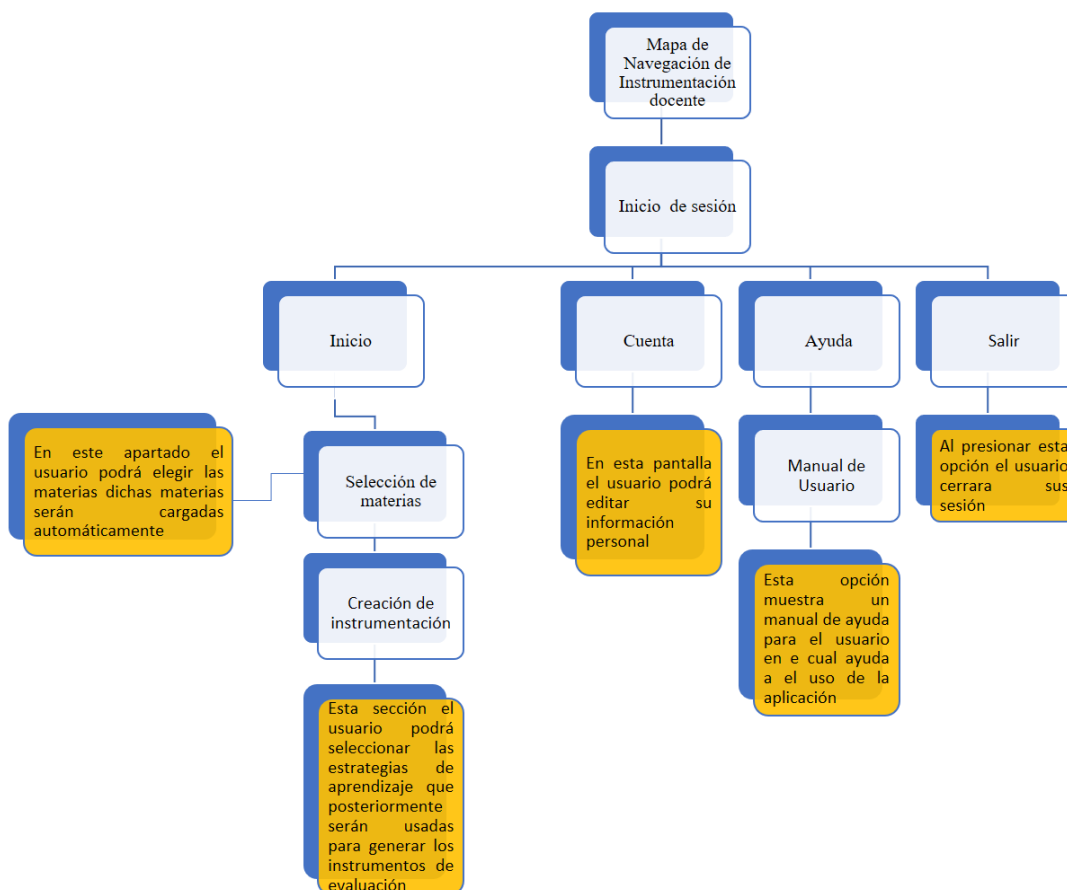 Mapa de
Navegación de
Instrumentación
docente
Inicio de sesión
Inicio
Cuenta
Ayuda
Salir
En este apartado el
usuario podrá elegir las
materias dichas materias
serán cargadas
automáticamente
Selección de
materias
En esta pantalla
el usuario podrá
editar su
información
personal
Manual de
Usuario
Al presionar esta
opción el usuario
cerrara sus
sesión
Creación de
instrumentación
Esta opción
muestra un
manual de ayuda
para el usuario
en e cual ayuda
a el uso de la
aplicación
Esta sección el
usuario podrá
seleccionar las
estrategias de
aprendizaje que
posteriormente
serán usadas
para generar los
instrumentos de
evaluación